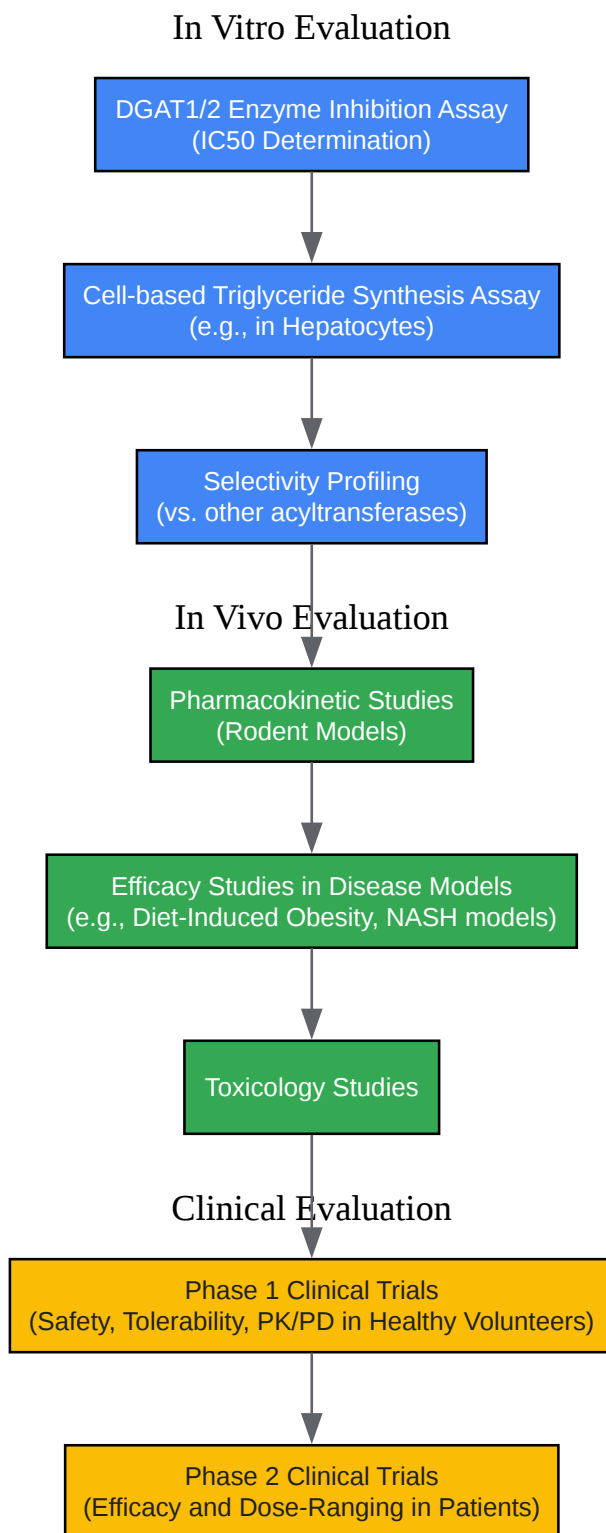 In Vitro Evaluation
DGAT1/2 Enzyme Inhibition Assay
(IC50 Determination)
Cell-based Triglyceride Synthesis Assay
(e.g., in Hepatocytes)
Selectivity Profiling
(vs. other acyltransferases)
In Vivo Evaluation
Pharmacokinetic Studies
(Rodent Models)
Efficacy Studies in Disease Models
(e.g., Diet-Induced Obesity, NASH models)
Toxicology Studies
Clinical Evaluation
Phase 1 Clinical Trials
(Safety, Tolerability, PK/PD in Healthy Volunteers)
Phase 2 Clinical Trials
(Efficacy and Dose-Ranging in Patients)